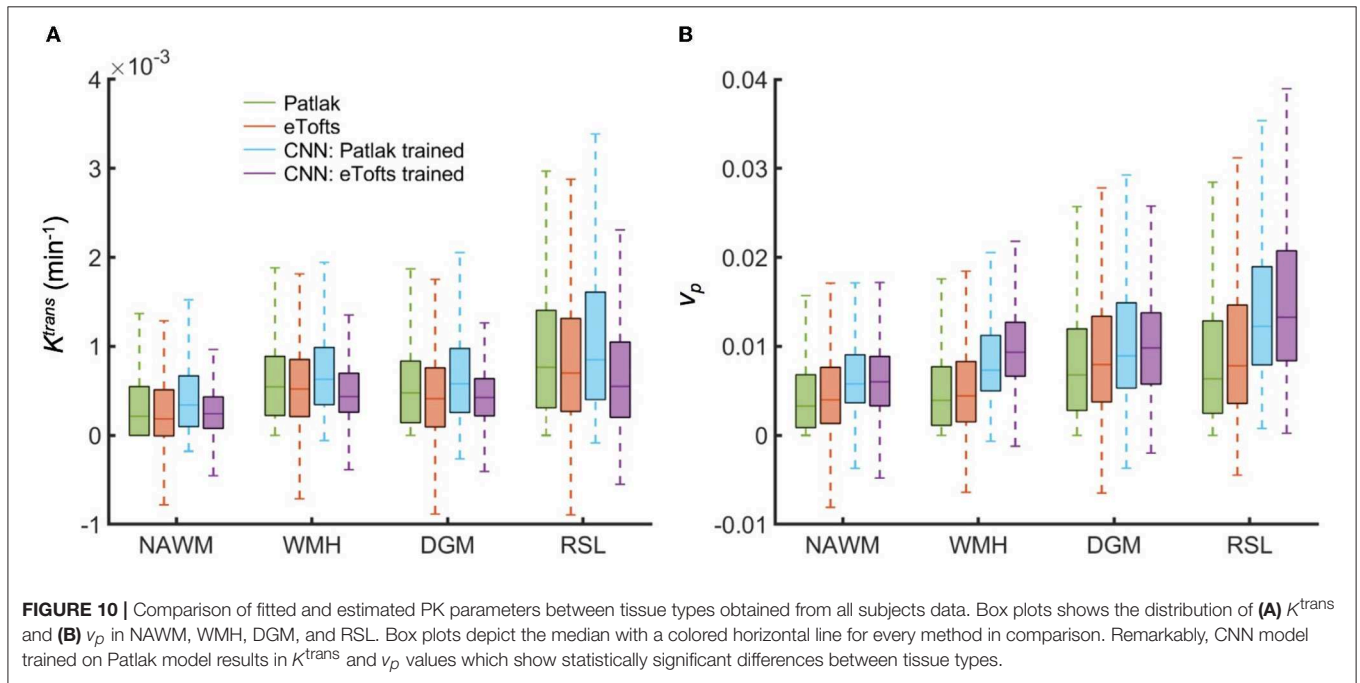 A
B
4 ×10⁻³
3
2
1
0
-1
Kᵗʳᵃⁿˢ (min⁻¹)
Patlak
eTofts
CNN: Patlak trained
CNN: eTofts trained
NAWM WMH DGM RSL
0.04
0.03
0.02
0.01
0
-0.01
vₚ
NAWM WMH DGM RSL
FIGURE 10 | Comparison of fitted and estimated PK parameters between tissue types obtained from all subjects data. Box plots shows the distribution of (A) Kᵗʳᵃⁿˢ
and (B) vₚ in NAWM, WMH, DGM, and RSL. Box plots depict the median with a colored horizontal line for every method in comparison. Remarkably, CNN model
trained on Patlak model results in Kᵗʳᵃⁿˢ and vₚ values which show statistically significant differences between tissue types.